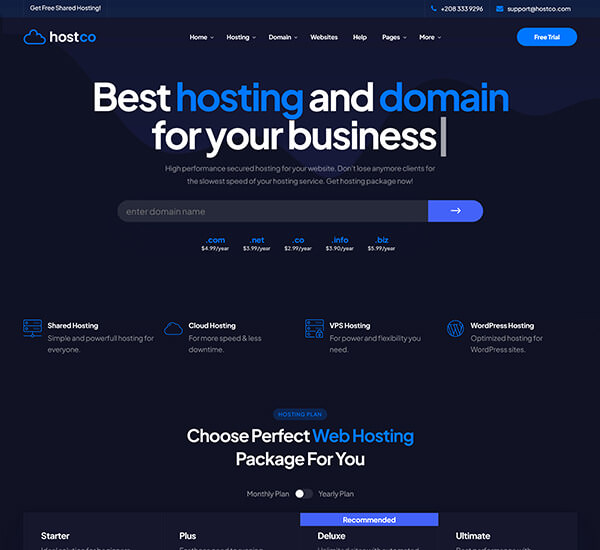 Get Free Shared Hosting!
+208 333 9296
support@hostco.com
hostco
Home
Hosting
Domain
Websites
Help
Pages
More
Free Trial
Best hosting and domain
for your business
High performance secured hosting for your website. Don't lose anymore clients for
the slowest speed of your hosting service. Get hosting package now!
enter domain name
.com
.net
.co
.info
.biz
$4.99/year
$3.99/year
$2.99/year
$3.90/year
$5.99/year
Shared Hosting
Simple and powerfull hosting for
everyone.
Cloud Hosting
For more speed & less
downtime.
VPS Hosting
For power and flexibility you
need.
WordPress Hosting
Optimized hosting for
WordPress sites.
HOSTING PLAN
Choose Perfect Web Hosting
Package For You
Monthly Plan
Yearly Plan
Recommended
Starter
Plus
Deluxe
Ultimate